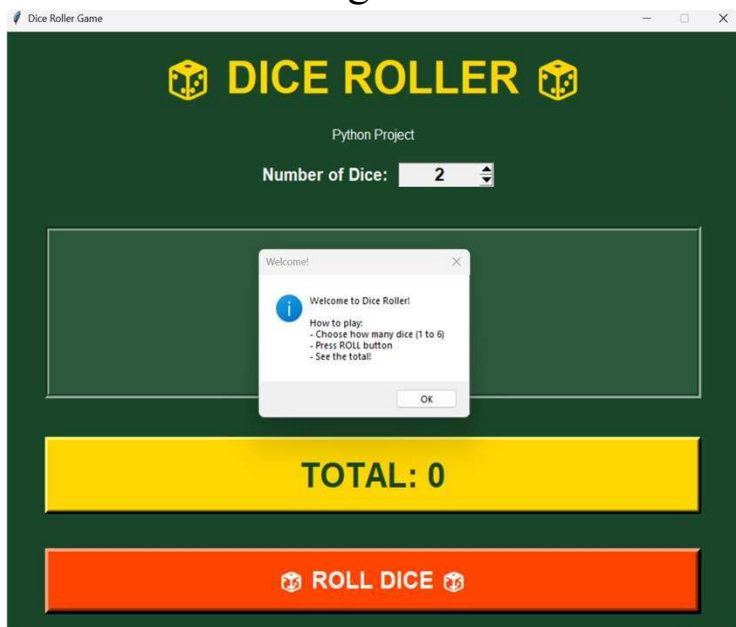 Dice Roller Game
🎲 DICE ROLLER 🎲
Python Project
Number of Dice: 2
Welcome!
Welcome to Dice Roller!
How to play:
- Choose how many dice (1 to 6)
- Press ROLL button
- See the total!
OK
TOTAL: 0
🎲 ROLL DICE 🎲